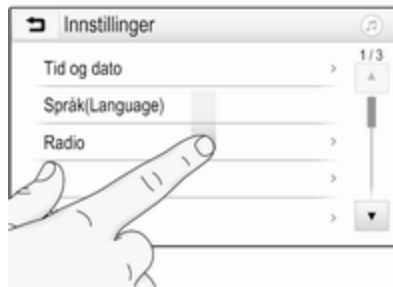 Innstillinger
1/3
Tid og dato
Språk(Language)
Radio